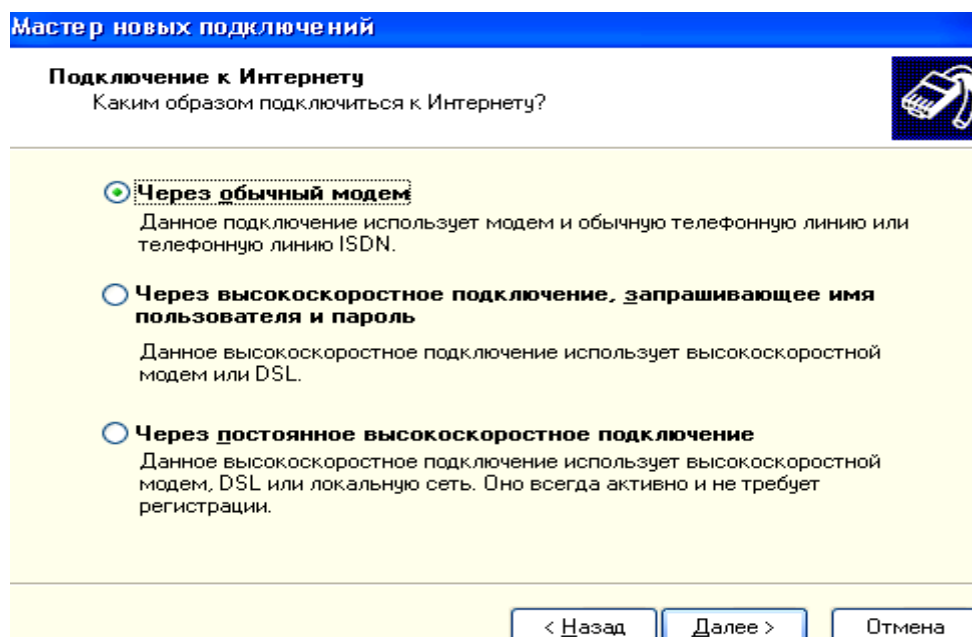 Мастер новых подключений
Подключение к Интернету
Каким образом подключиться к Интернету?
Через обычный модем
Данное подключение использует модем и обычную телефонную линию или
телефонную линию ISDN.
Через высокоскоростное подключение, запрашивающее имя
пользователя и пароль
Данное высокоскоростное подключение использует высокоскоростной
модем или DSL.
Через постоянное высокоскоростное подключение
Данное высокоскоростное подключение использует высокоскоростной
модем, DSL или локальную сеть. Оно всегда активно и не требует
регистрации.
< Назад Далее > Отмена